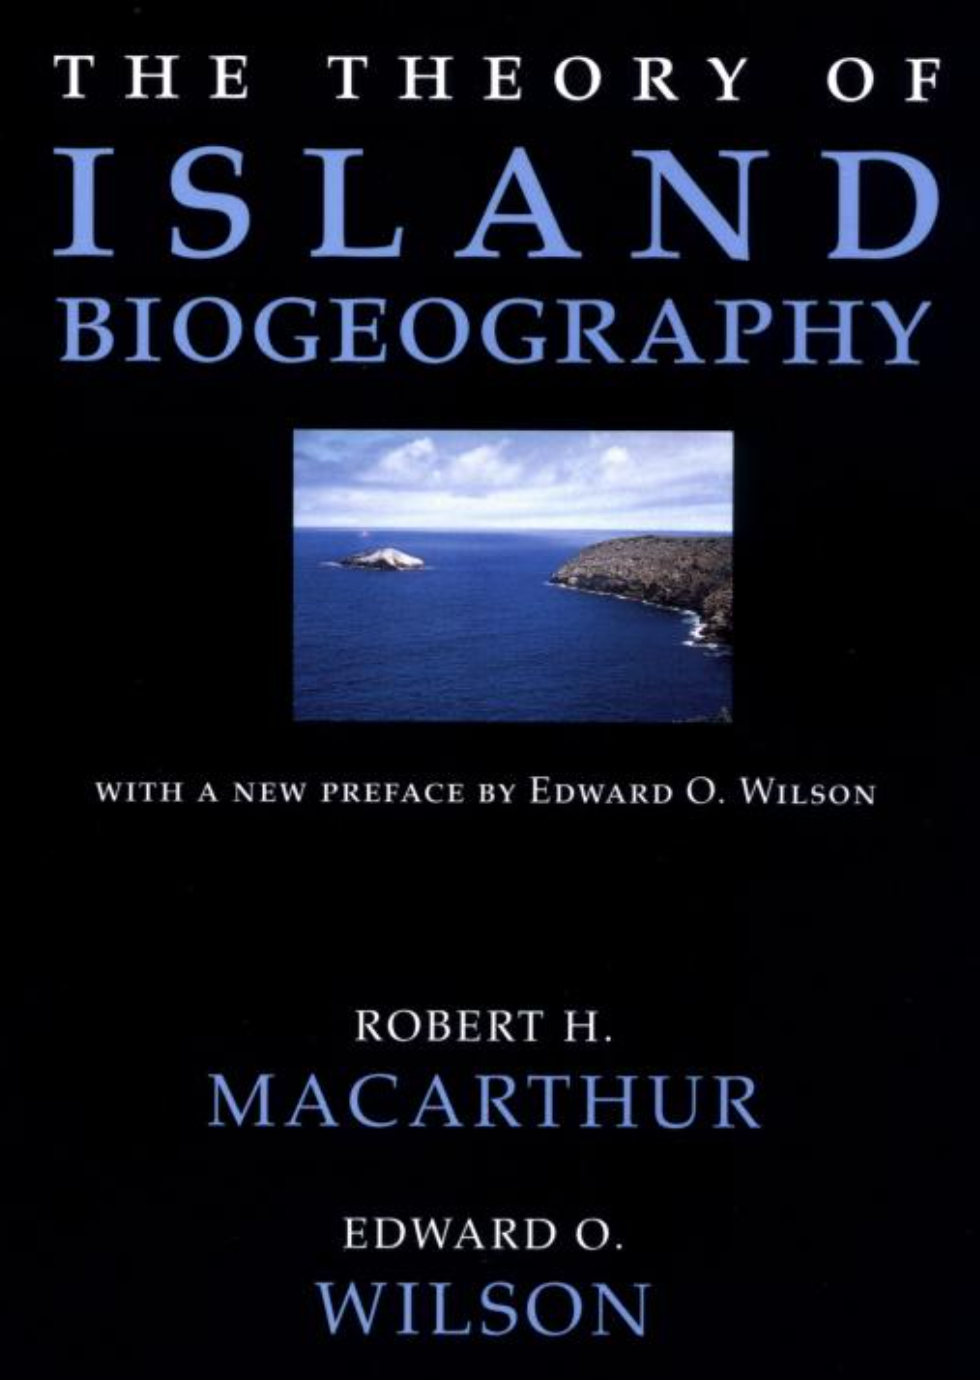 THE THEORY OF
ISLAND
BIOGEOGRAPHY
WITH A NEW PREFACE BY EDWARD O. WILSON
ROBERT H.
MACARTHUR
EDWARD O.
WILSON